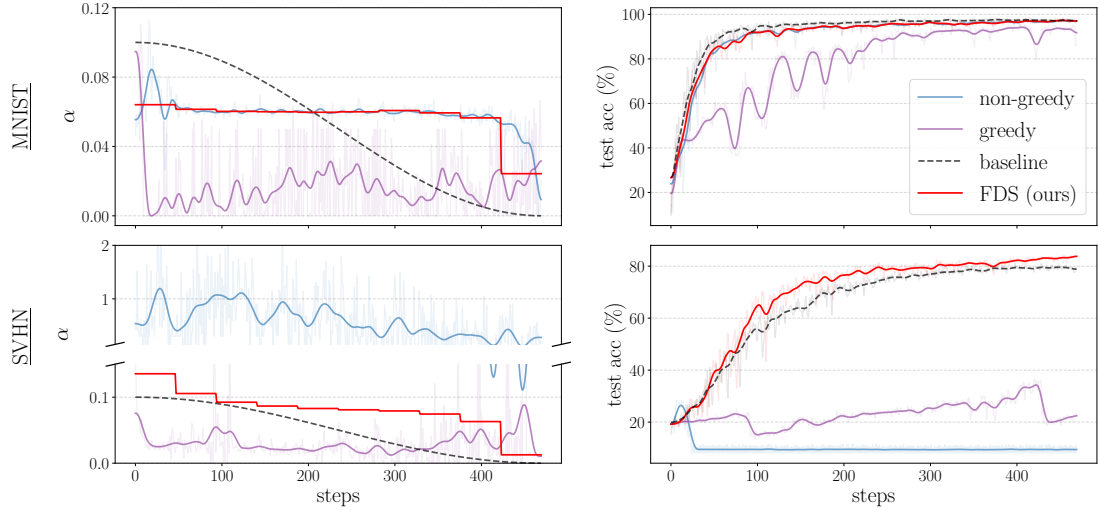 MNIST
α
0.12
0.08
0.04
0.00
test acc (%)
100
80
60
40
20
non-greedy
greedy
baseline
FDS (ours)
SVHN
α
2
1
0.1
0.0
0
100
200
300
400
steps
test acc (%)
80
60
40
20
0
100
200
300
400
steps